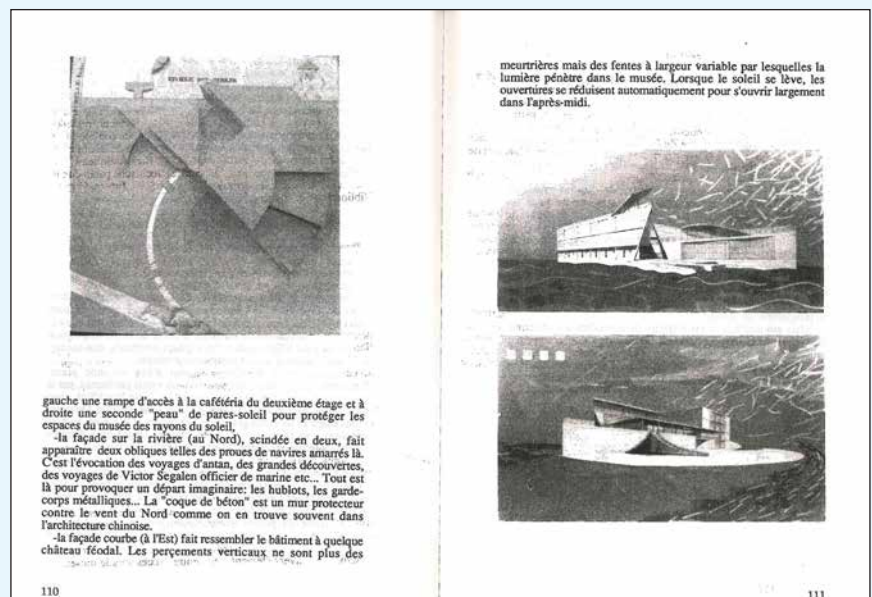 gauche une rampe d'accès à la cafétéria du deuxième étage et à
droite une seconde "peau" de pares-soleil pour protéger les
espaces du musée des rayons du soleil,
-la façade sur la rivière (au Nord), scindée en deux, fait
apparaître deux obliques telles des proues de navires amarrés là.
C'est l'évocation des voyages d'antan, des grandes découvertes,
des voyages de Victor Segalen officier de marine etc... Tout est
là pour provoquer un départ imaginaire: les hublots, les garde-
corps métalliques... La "coque de béton" est un mur protecteur
contre le vent du Nord comme on en trouve souvent dans
l'architecture chinoise.
-la façade courbe (à l'Est) fait ressembler le bâtiment à quelque
château féodal. Les percements verticaux ne sont plus des
110
meurtrières mais des fentes à largeur variable par lesquelles la
lumière pénètre dans le musée. Lorsque le soleil se lève, les
ouvertures se réduisent automatiquement pour s'ouvrir largement
dans l'après-midi.
111